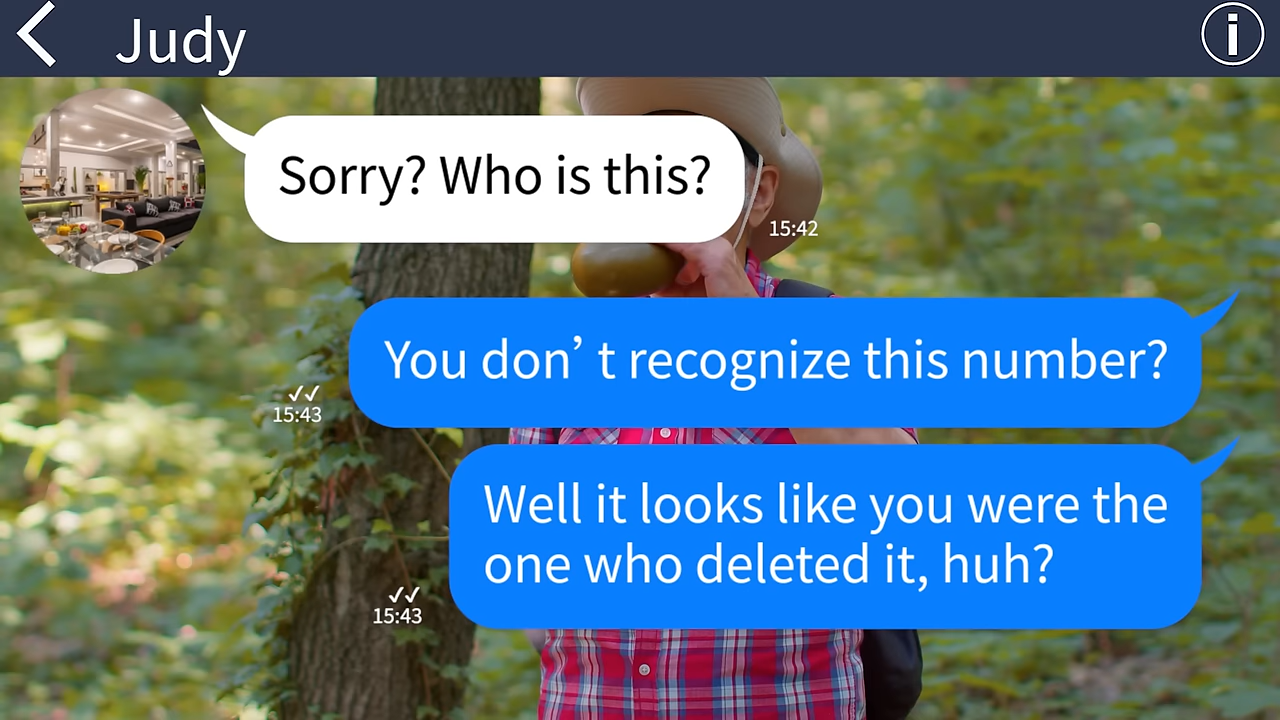 Judy
Sorry? Who is this?
15:42
You don’ t recognize this number?
15:43
Well it looks like you were the
one who deleted it, huh?
15:43